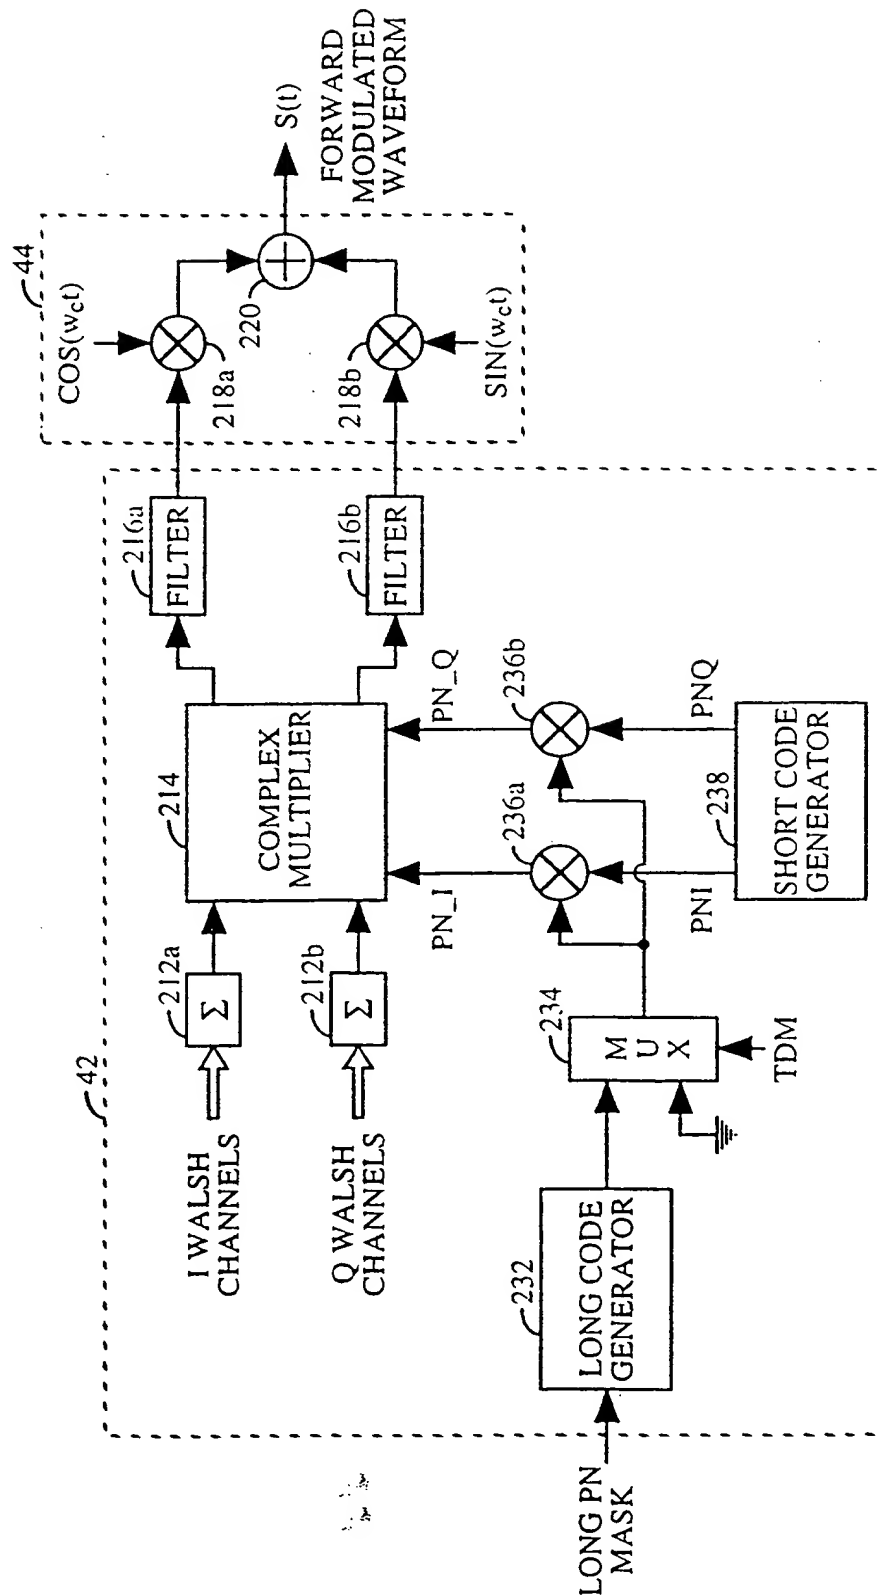 42
44
I WALSH
CHANNELS
212a
Σ
214
COMPLEX
MULTIPLIER
216a
FILTER
COS(wct)
218a
220
S(t)
FORWARD
MODULATED
WAVEFORM
Q WALSH
CHANNELS
212b
Σ
216b
FILTER
218b
SIN(wct)
PN_I
PN_Q
236a
236b
LONG PN
MASK
232
LONG CODE
GENERATOR
234
M
U
X
TDM
PNI
PNQ
238
SHORT CODE
GENERATOR